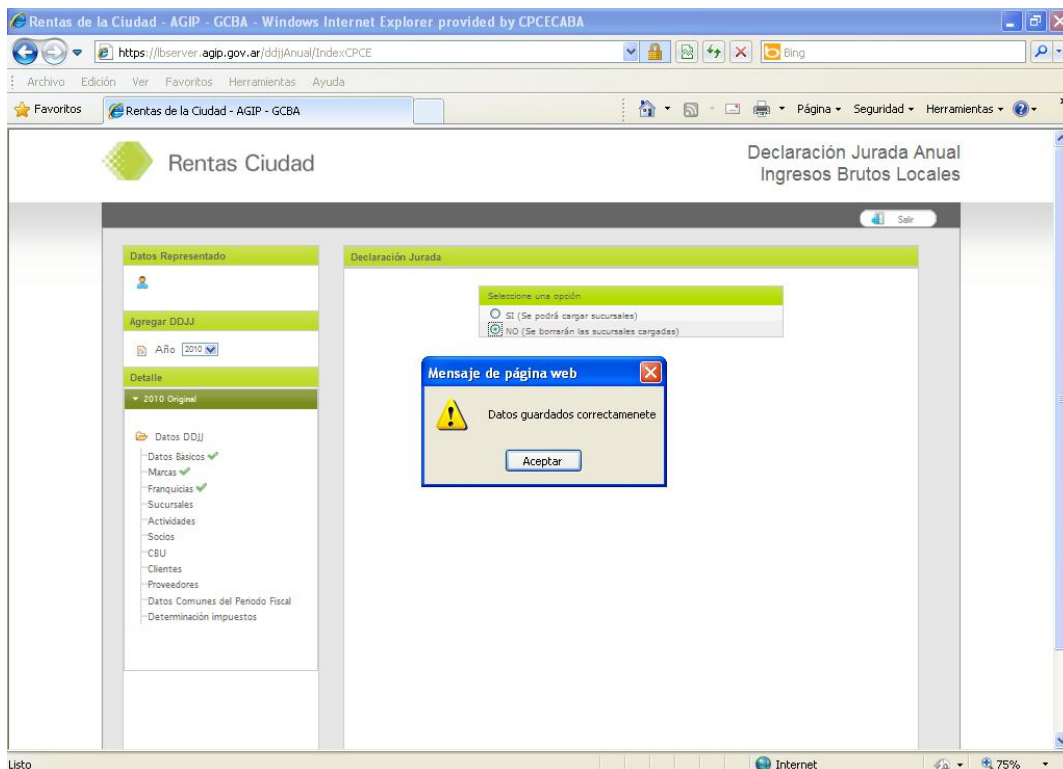 Rentas de la Ciudad - AGIP - GCBA - Windows Internet Explorer provided by CPCECABA
https://lbserver.agip.gov.ar/ddjjAnual/IndexCPCE
Bing
Archivo Edición Ver Favoritos Herramientas Ayuda
Favoritos
Rentas de la Ciudad - AGIP - GCBA
Página
Seguridad
Herramientas
Rentas Ciudad
Declaración Jurada Anual
Ingresos Brutos Locales
Salir
Datos Representado
Agregar DDJJ
Año 2010
Detalle
2010 Original
Datos DDJJ
Datos Básicos
Marcas
Franquicias
Sucursales
Actividades
Socios
CBU
Clientes
Proveedores
Datos Comunes del Periodo Fiscal
Determinación impuestos
Declaración Jurada
Seleccione una opción
SI (Se podrá cargar sucursales)
NO (Se borrarán las sucursales cargadas)
Mensaje de página web
Datos guardados correctamenete
Aceptar
Listo
Internet
75%